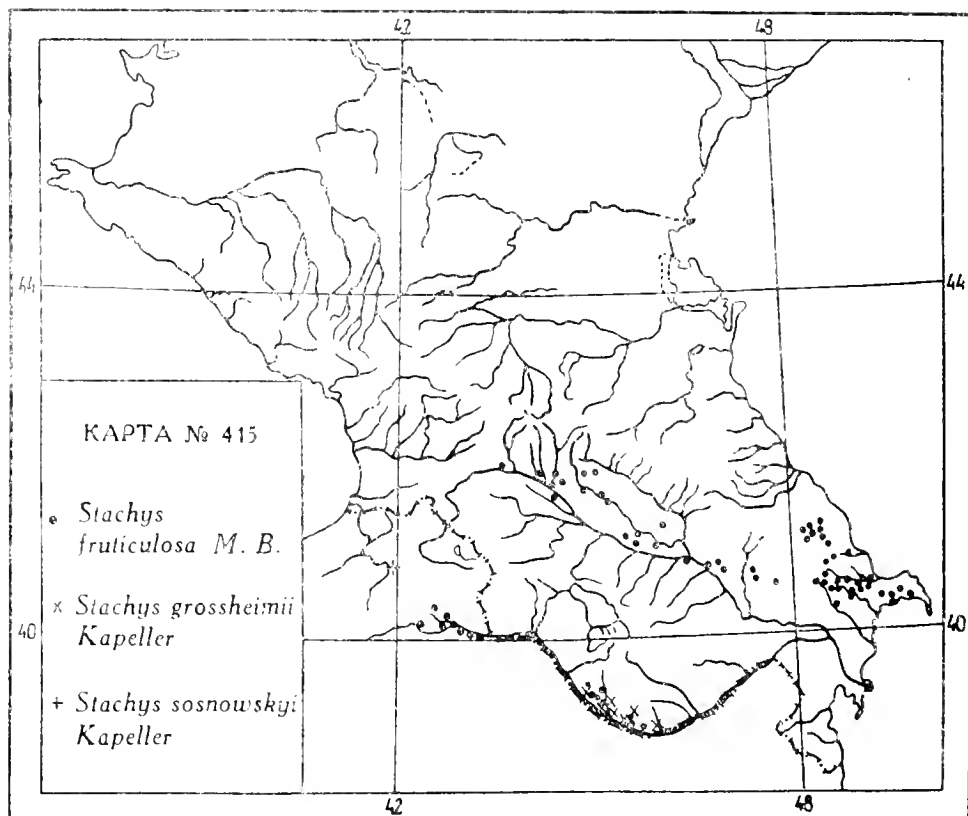 42 48
44 44
КАРТА № 415
• Stachys
fruticulosa M. B.
× Stachys grossheimii
Kapeller
40 40
+ Stachys sosnowskyi
Kapeller
42 48